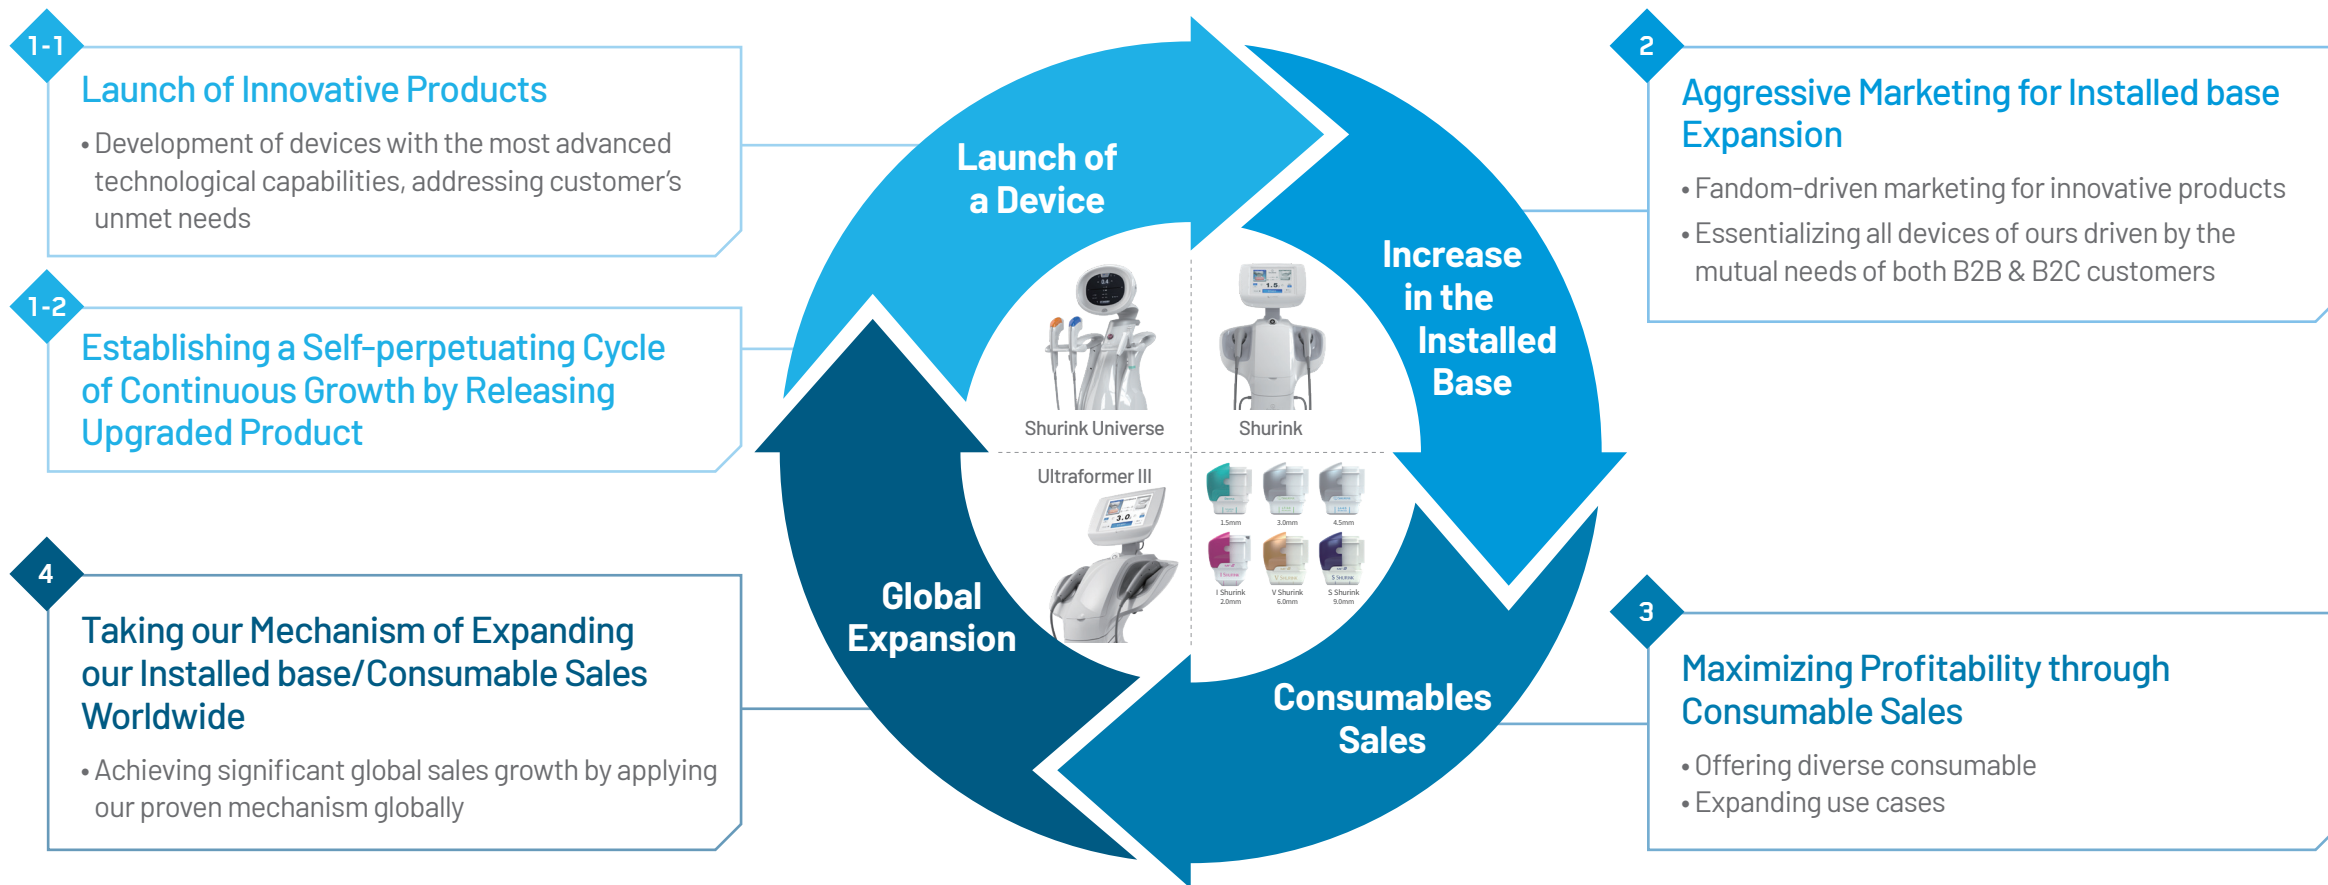 1-1
Launch of Innovative Products
• Development of devices with the most advanced
technological capabilities, addressing customer's
unmet needs
1-2
Establishing a Self-perpetuating Cycle
of Continuous Growth by Releasing
Upgraded Product
4
Taking our Mechanism of Expanding
our Installed base/Consumable Sales
Worldwide
• Achieving significant global sales growth by applying
our proven mechanism globally
Launch of
a Device
Increase
in the
Installed
Base
Consumables
Sales
Global
Expansion
0.4
Shurink Universe
1.5
Shurink
Ultraformer III
3.0
1.5mm
3.0mm
4.5mm
I Shurink
2.0mm
V Shurink
6.0mm
S Shurink
9.0mm
2
Aggressive Marketing for Installed base
Expansion
• Fandom-driven marketing for innovative products
• Essentializing all devices of ours driven by the
mutual needs of both B2B & B2C customers
3
Maximizing Profitability through
Consumable Sales
• Offering diverse consumable
• Expanding use cases